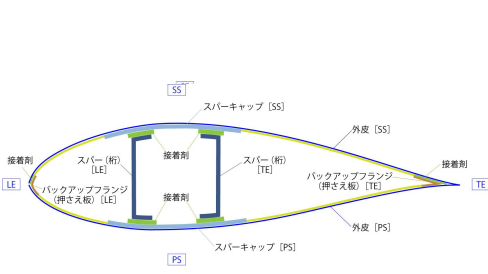 SS
スパーキャップ［SS］
外皮［SS］
接着剤
接着剤
スパー（桁）
［LE］
スパー（桁）
［TE］
接着剤
バックアップフランジ
（押さえ板）［TE］
LE
TE
バックアップフランジ
（押さえ板）［LE］
接着剤
外皮［PS］
スパーキャップ［PS］
PS